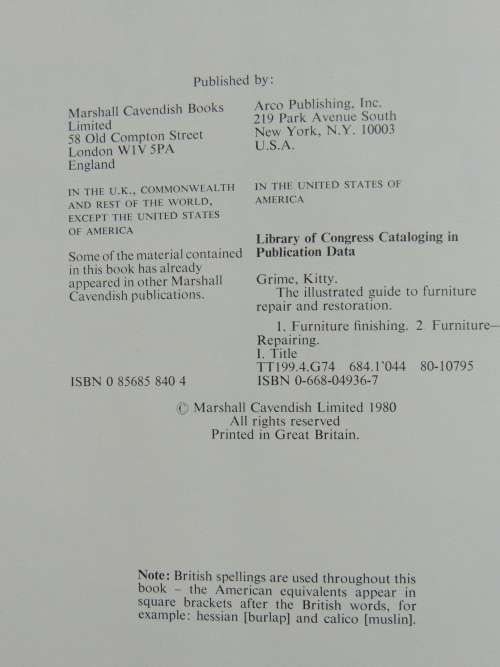 Published by:
Marshall Cavendish Books
Limited
58 Old Compton Street
London W1V 5PA
England
IN THE U.K., COMMONWEALTH
AND REST OF THE WORLD,
EXCEPT THE UNITED STATES
OF AMERICA
Some of the material contained
in this book has already
appeared in other Marshall
Cavendish publications.
ISBN 0 85685 840 4
Arco Publishing, Inc.
219 Park Avenue South
New York, N.Y. 10003
U.S.A.
IN THE UNITED STATES OF
AMERICA
Library of Congress Cataloging in
Publication Data
Grime, Kitty.
The illustrated guide to furniture
repair and restoration.
1. Furniture finishing. 2 Furniture—
Repairing.
I. Title
TT199.4.G74 684.1'044 80-10795
ISBN 0-668-04936-7
© Marshall Cavendish Limited 1980
All rights reserved
Printed in Great Britain.
Note: British spellings are used throughout this
book – the American equivalents appear in
square brackets after the British words, for
example: hessian [burlap] and calico [muslin].